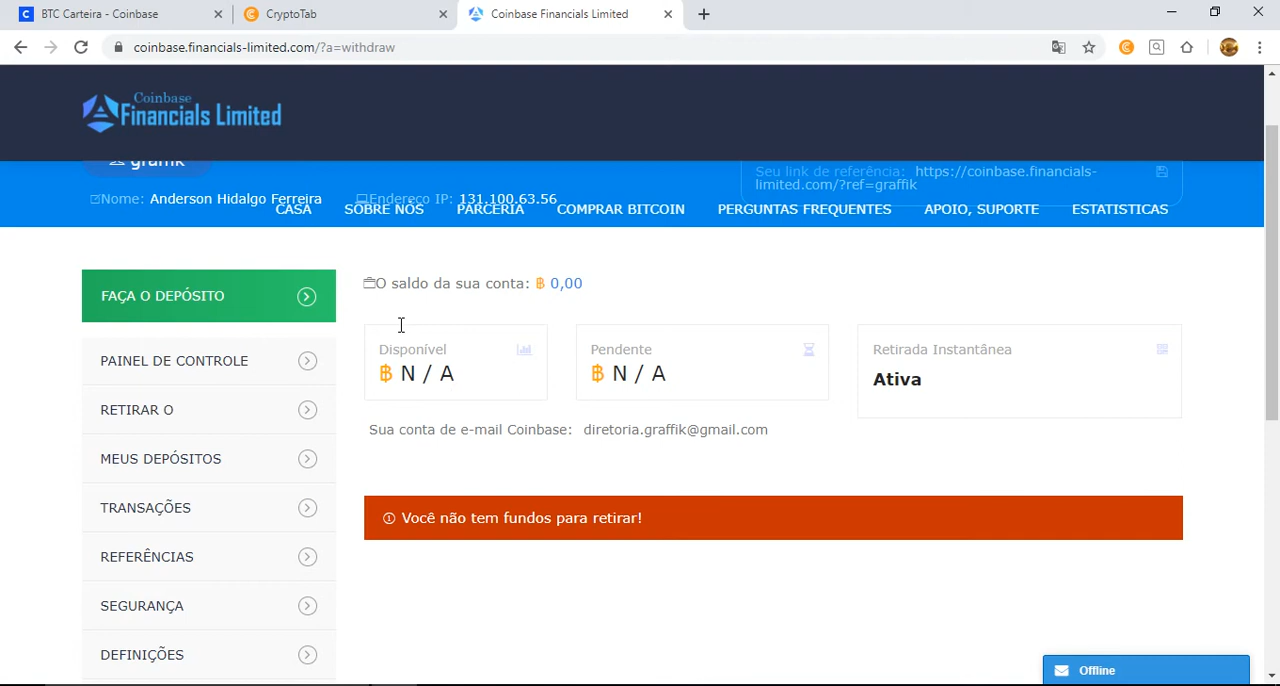 BTC Carteira - Coinbase
CryptoTab
Coinbase Financials Limited
coinbase.financials-limited.com/?a=withdraw
Coinbase
Financials Limited
graffik
Nome: Anderson Hidalgo Ferreira
Endereço IP: 131.100.63.56
Seu link de referência: https://coinbase.financials-
limited.com/?ref=graffik
CASA
SOBRE NÓS
PARCERIA
COMPRAR BITCOIN
PERGUNTAS FREQUENTES
APOIO, SUPORTE
ESTATISTICAS
FAÇA O DEPÓSITO
PAINEL DE CONTROLE
RETIRAR O
MEUS DEPÓSITOS
TRANSAÇÕES
REFERÊNCIAS
SEGURANÇA
DEFINIÇÕES
O saldo da sua conta: ฿ 0,00
Disponível
฿ N / A
Pendente
฿ N / A
Retirada Instantânea
Ativa
Sua conta de e-mail Coinbase: diretoria.graffik@gmail.com
Você não tem fundos para retirar!
Offline